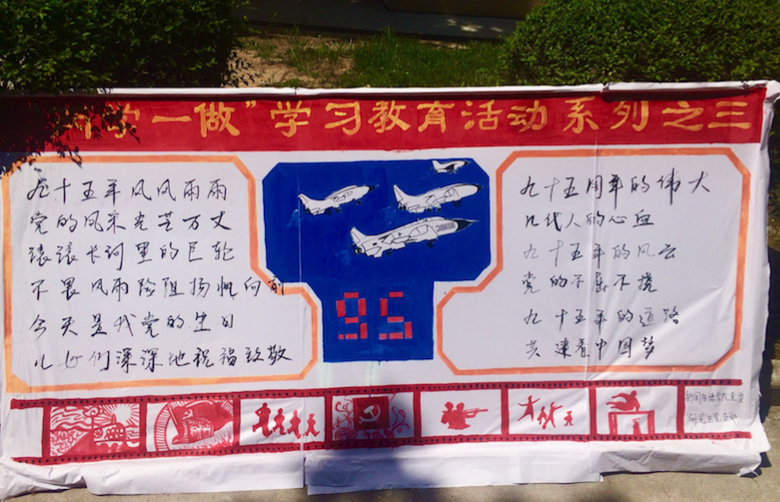 学一做”学习教育活动系列之三
九十五年风风雨雨
党的风采光芒万丈
滚滚长河里的巨轮
不畏风雨险阻扬帆向前
今天是我党的生日
儿女们深深地祝福致敬
95
九十五周年的伟大
几代人的心血
九十五年的风云
党的不屈不挠
九十五年的道路
共建着中国梦